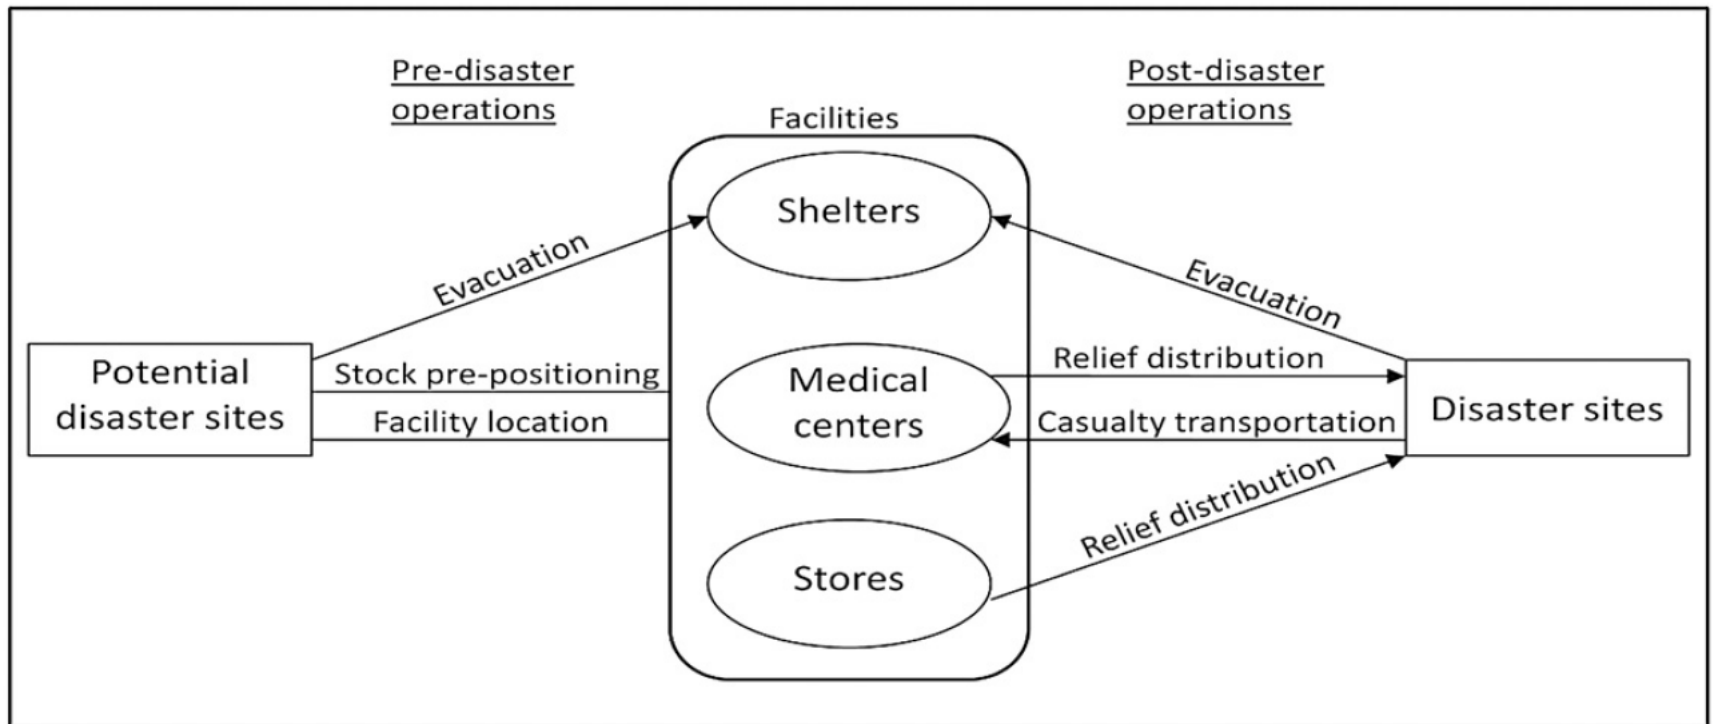 Pre-disaster
operations
Post-disaster
operations
Facilities
Shelters
Evacuation
Evacuation
Potential
disaster sites
Stock pre-positioning
Facility location
Medical
centers
Relief distribution
Casualty transportation
Disaster sites
Relief distribution
Stores